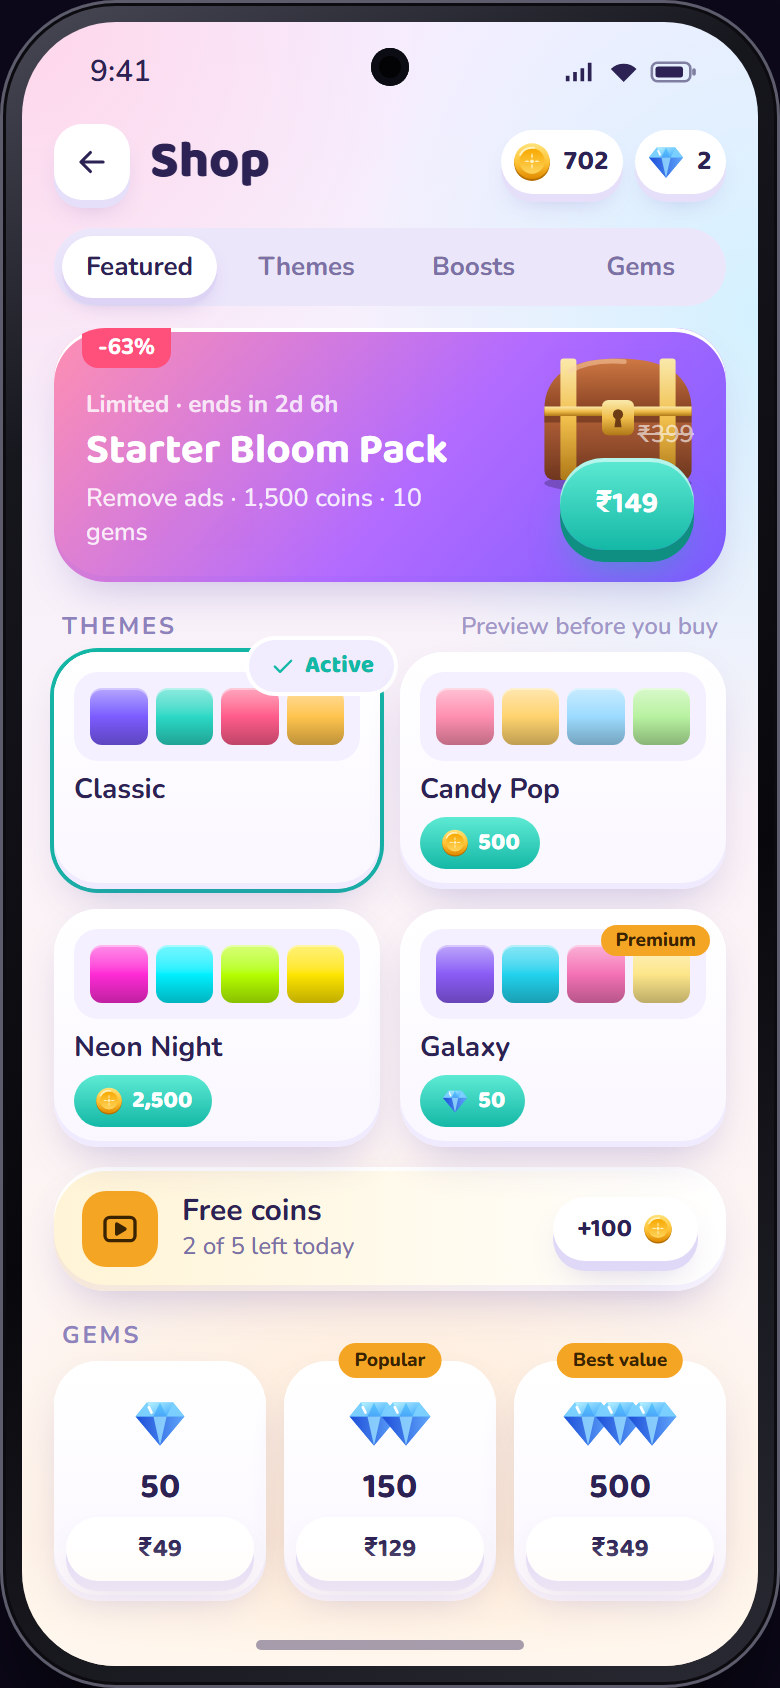 9:41
Shop
702
2
Featured
Themes
Boosts
Gems
-63%
Limited · ends in 2d 6h
Starter Bloom Pack
Remove ads · 1,500 coins · 10
gems
₹399
₹149
THEMES
Preview before you buy
Active
Classic
Candy Pop
500
Premium
Neon Night
2,500
Galaxy
50
Free coins
2 of 5 left today
+100
GEMS
50
₹49
Popular
150
₹129
Best value
500
₹349